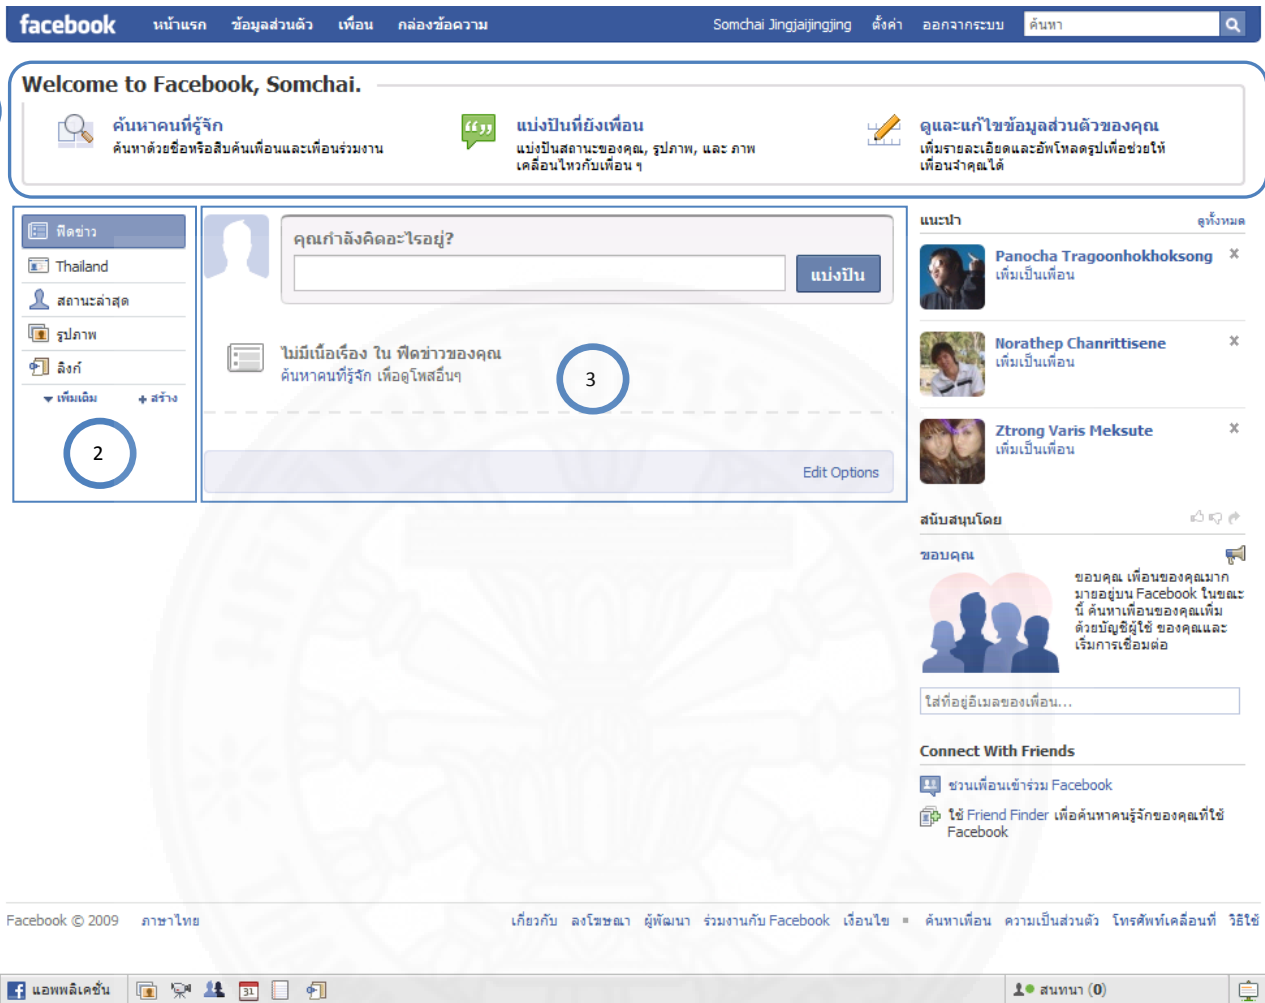 facebook หน้าแรก ข้อมูลส่วนตัว เพื่อน กล่องข้อความ Somchai Jingjaijingjing ตั้งค่า ออกจากระบบ ค้นหา
Welcome to Facebook, Somchai.
ค้นหาคนที่รู้จัก
ค้นหาด้วยชื่อหรือสืบค้นเพื่อนและเพื่อนร่วมงาน
แบ่งปันที่ยังเพื่อน
แบ่งปันสถานะของคุณ, รูปภาพ, และ ภาพ
เคลื่อนไหวกับเพื่อน ๆ
ดูและแก้ไขข้อมูลส่วนตัวของคุณ
เพิ่มรายละเอียดและอัพโหลดรูปเพื่อช่วยให้
เพื่อนจำคุณได้
ฟีดข่าว
Thailand
สถานะล่าสุด
รูปภาพ
ลิงก์
เพิ่มเติม สร้าง
2
คุณกำลังคิดอะไรอยู่?
แบ่งปัน
ไม่มีเนื้อเรื่อง ใน ฟีดข่าวของคุณ
ค้นหาคนที่รู้จัก เพื่อดูโพสอื่นๆ
3
Edit Options
แนะนำ ดูทั้งหมด
Panocha Tragoonhokhoksong
เพิ่มเป็นเพื่อน
Norathep Chanrittisene
เพิ่มเป็นเพื่อน
Ztrong Varis Meksute
เพิ่มเป็นเพื่อน
สนับสนุนโดย
ขอบคุณ
ขอบคุณ เพื่อนของคุณมาก
มายอยู่บน Facebook ในขณะ
นี้ ค้นหาเพื่อนของคุณเพิ่ม
ด้วยบัญชีผู้ใช้ ของคุณและ
เริ่มการเชื่อมต่อ
ใส่ที่อยู่อีเมลของเพื่อน...
Connect With Friends
ชวนเพื่อนเข้าร่วม Facebook
ใช้ Friend Finder เพื่อค้นหาคนรู้จักของคุณที่ใช้
Facebook
Facebook © 2009 ภาษาไทย เกี่ยวกับ ลงโฆษณา ผู้พัฒนา ร่วมงานกับ Facebook เงื่อนไข ค้นหาเพื่อน ความเป็นส่วนตัว โทรศัพท์เคลื่อนที่ วิธีใช้
แอพพลิเคชั่น 31 สนทนา (0)